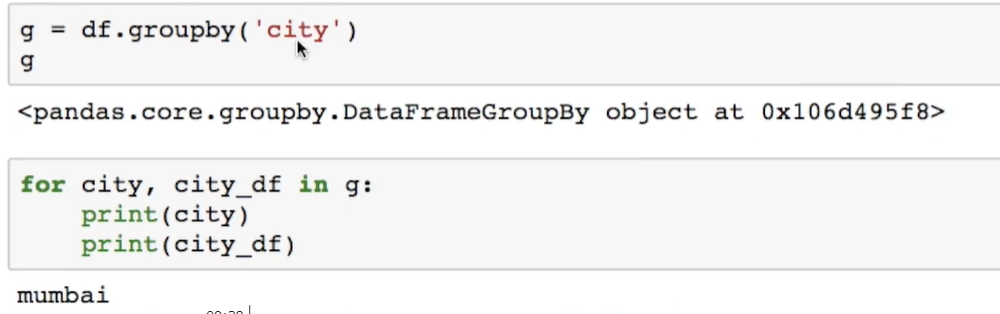 g = df.groupby('city')
g
<pandas.core.groupby.DataFrameGroupBy object at 0x106d495f8>
for city, city_df in g:
    print(city)
    print(city_df)
mumbai